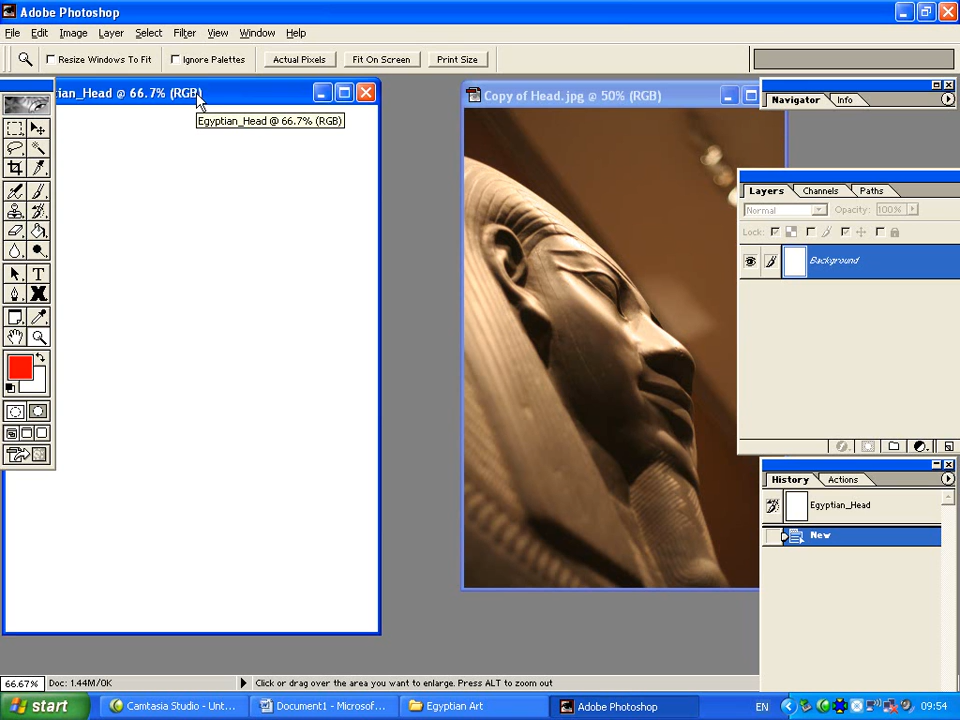 Adobe Photoshop
File Edit Image Layer Select Filter View Window Help
Resize Windows To Fit Ignore Palettes Actual Pixels Fit On Screen Print Size
tian_Head @ 66.7% (RGB)
Egyptian_Head @ 66.7% (RGB)
Copy of Head.jpg @ 50% (RGB)
Navigator Info
Layers Channels Paths
Normal Opacity: 100%
Lock:
Background
History Actions
Egyptian_Head
New
66.67% Doc: 1.44M/0K Click or drag over the area you want to enlarge. Press ALT to zoom out
start Camtasia Studio - Unt... Document1 - Microsof... Egyptian Art Adobe Photoshop EN 09:54